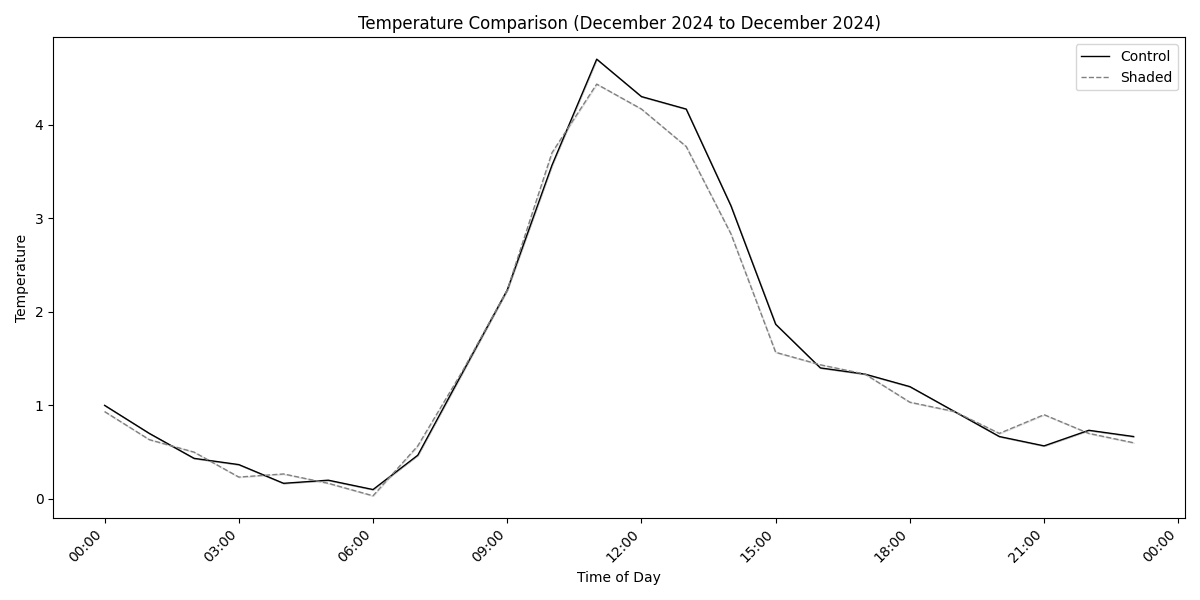 Temperature Comparison (December 2024 to December 2024)
Control
Shaded
Temperature
4
3
2
1
0
00:00
03:00
06:00
09:00
12:00
15:00
18:00
21:00
00:00
Time of Day